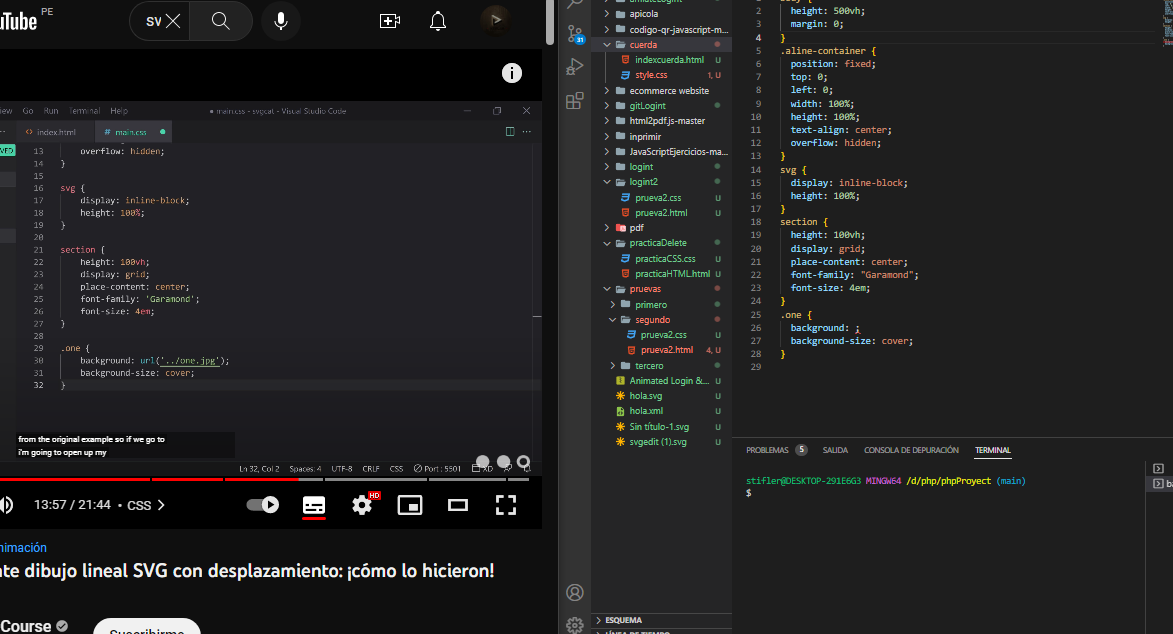 uTube PE
sv
iew Go Run Terminal Help
● main.css - svgcat - Visual Studio Code
index.html
# main.css ●
VED
13 overflow: hidden;
14 }
15
16 svg {
17 display: inline-block;
18 height: 100%;
19 }
20
21 section {
22 height: 100vh;
23 display: grid;
24 place-content: center;
25 font-family: 'Garamond';
26 font-size: 4em;
27 }
28
29 .one {
30 background: url('../one.jpg');
31 background-size: cover;
32 }
from the original example so if we go to
i'm going to open up my
Ln 32, Col 2 Spaces: 4 UTF-8 CRLF CSS Port : 5501 XD
13:57 / 21:44 • CSS
HD
nimación
nte dibujo lineal SVG con desplazamiento: ¡cómo lo hicieron!
Course
Suscribirme
31
apicola
codigo-qr-javascript-m...
cuerda
indexcuerda.html U
style.css 1, U
ecommerce website
gitLogint
html2pdf.js-master
inprimir
JavaScriptEjercicios-ma...
logint
logint2
prueva2.css U
prueva2.html U
pdf
practicaDelete
practicaCSS.css U
practicaHTML.html U
pruevas
primero
segundo
prueva2.css U
prueva2.html 4, U
tercero
Animated Login &... U
hola.svg U
hola.xml U
Sin título-1.svg U
svgedit (1).svg U
ESQUEMA
height: 500vh;
3 margin: 0;
4 }
5 .aline-container {
6 position: fixed;
7 top: 0;
8 left: 0;
9 width: 100%;
10 height: 100%;
11 text-align: center;
12 overflow: hidden;
13 }
14 svg {
15 display: inline-block;
16 height: 100%;
17 }
18 section {
19 height: 100vh;
20 display: grid;
21 place-content: center;
22 font-family: "Garamond";
23 font-size: 4em;
24 }
25 .one {
26 background: ;
27 background-size: cover;
28 }
29
PROBLEMAS 5 SALIDA CONSOLA DE DEPURACIÓN TERMINAL
stifler@DESKTOP-291E6G3 MINGW64 /d/php/phpProyect (main)
$